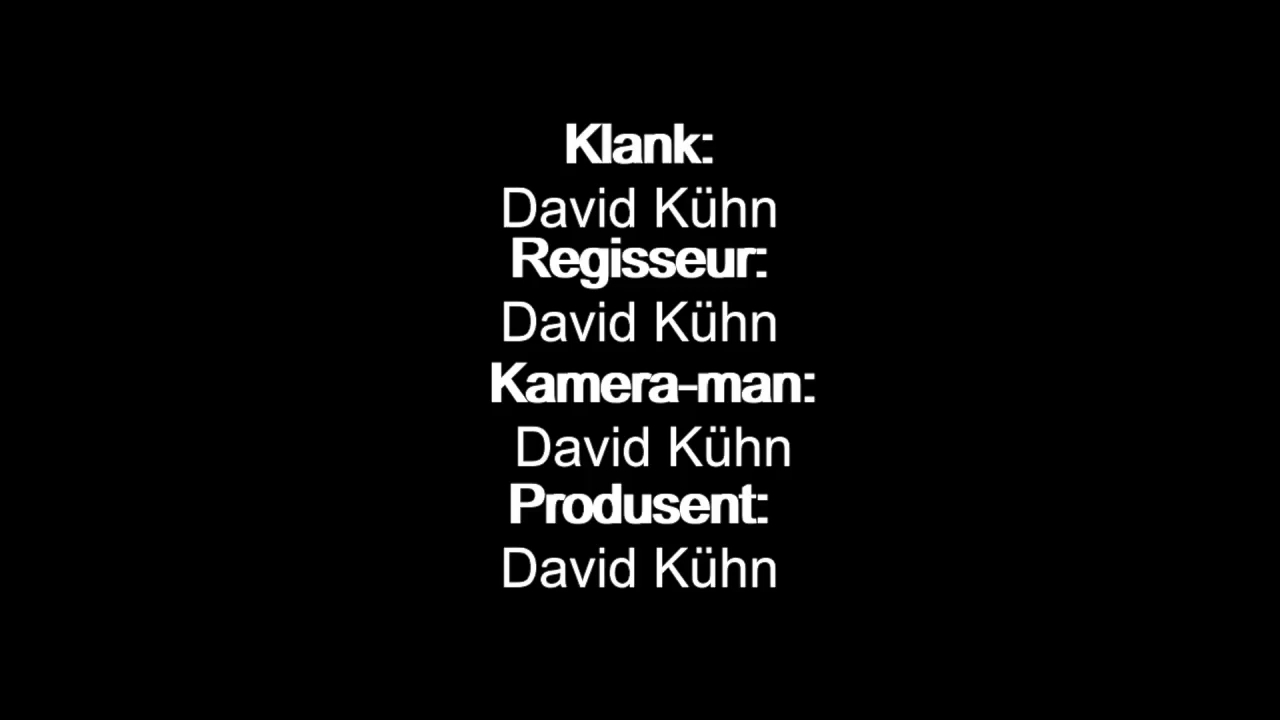 Klank:
David Kühn
Regisseur:
David Kühn
Kamera-man:
David Kühn
Produsent:
David Kühn